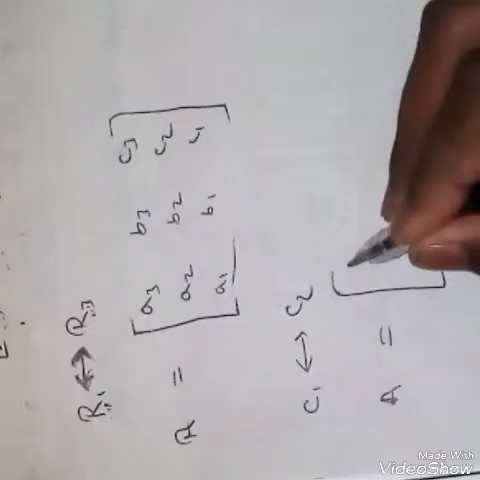 R₁ ↔ R₃
a₃ b₃ c₃
A = [ a₂ b₂ c₂ ]
a₁ b₁ c₁
C₁ ↔ C₂
A = [
Made With
VideoShow